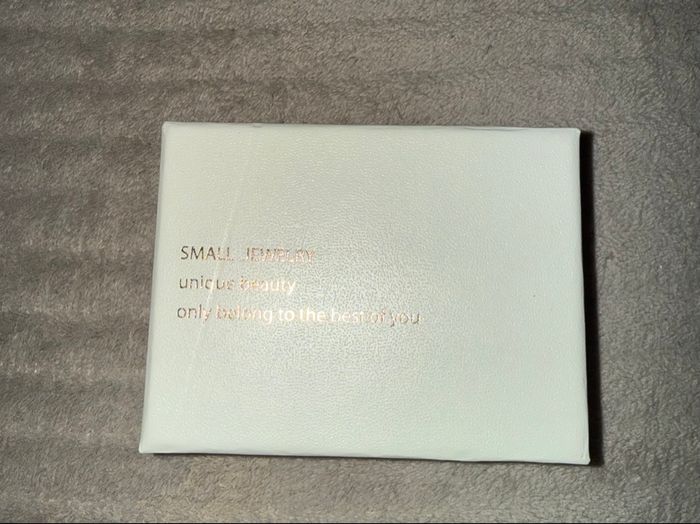 SMALL JEWELRY
unique beauty
only belong to the best of you